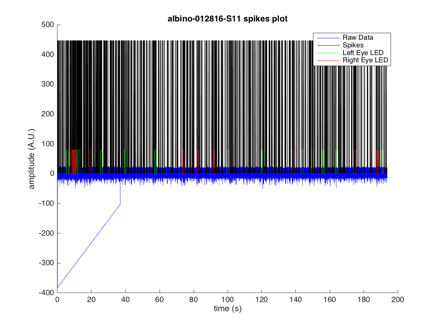 albino-012816-S11 spikes plot
Raw Data
Spikes
Left Eye LED
Right Eye LED
amplitude (A.U.)
500
400
300
200
100
0
-100
-200
-300
-400
0 20 40 60 80 100 120 140 160 180 200
time (s)